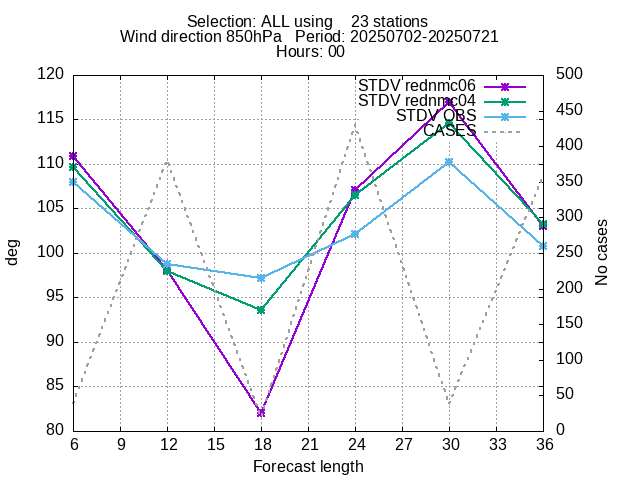 Selection: ALL using    23 stations
Wind direction 850hPa   Period: 20250702-20250721
Hours: 00
STDV rednmc06
STDV rednmc04
STDV OBS
CASES
120
115
110
105
100
95
90
85
80
deg
500
450
400
350
300
250
200
150
100
50
0
No cases
6 9 12 15 18 21 24 27 30 33 36
Forecast length